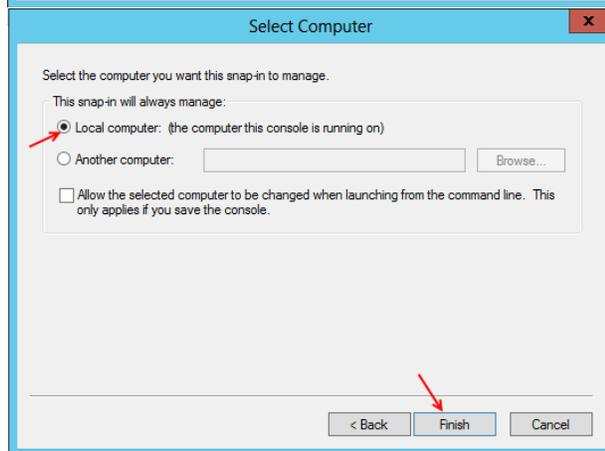 Select Computer
x
Select the computer you want this snap-in to manage.
This snap-in will always manage:
Local computer: (the computer this console is running on)
Another computer:
Browse...
Allow the selected computer to be changed when launching from the command line. This
only applies if you save the console.
< Back
Finish
Cancel